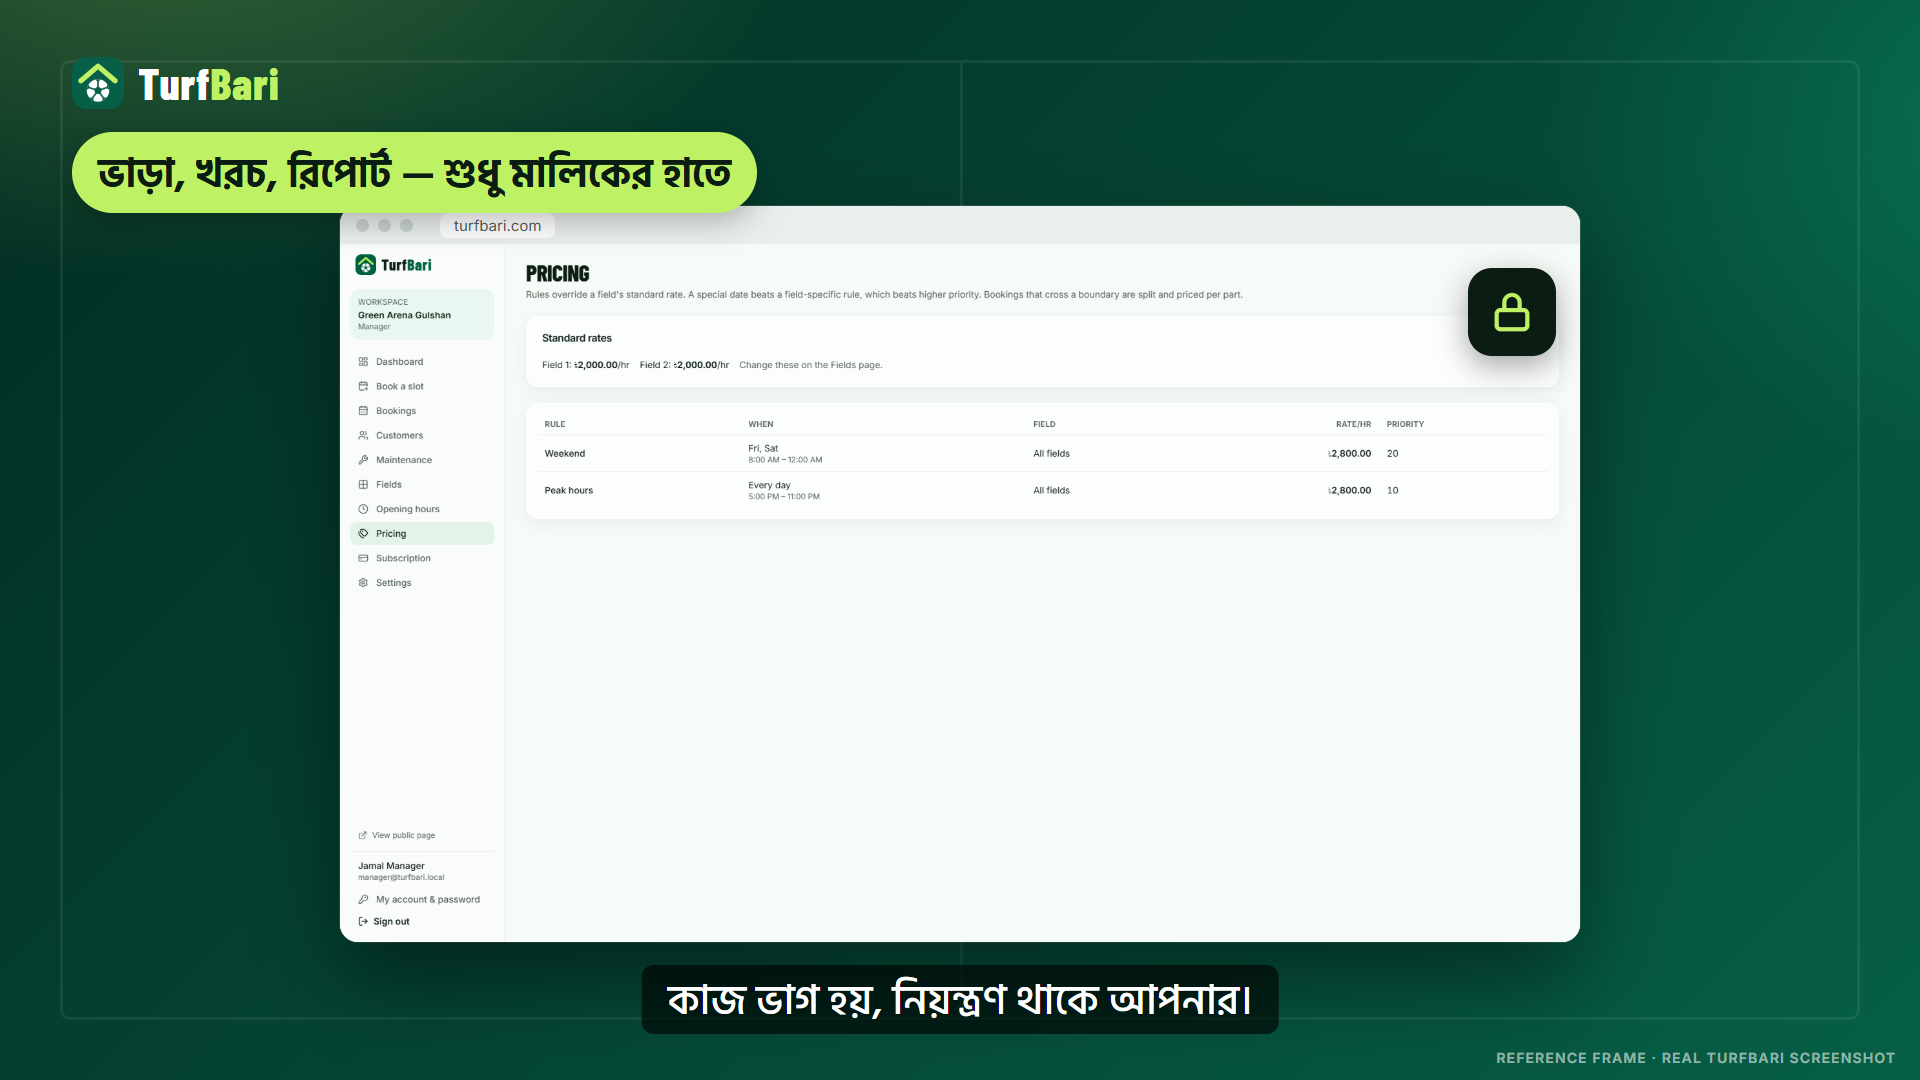 TurfBari
ভাড়া, খরচ, রিপোর্ট — শুধু মালিকের হাতে
turfbari.com
TurfBari
WORKSPACE
Green Arena Gulshan
Manager
Dashboard
Book a slot
Bookings
Customers
Maintenance
Fields
Opening hours
Pricing
Subscription
Settings
View public page
Jamal Manager
manager@turfbari.local
My account & password
Sign out
PRICING
Rules override a field's standard rate. A special date beats a field-specific rule, which beats higher priority. Bookings that cross a boundary are split and priced per part.
Standard rates
Field 1: ৳2,000.00/hr Field 2: ৳2,000.00/hr Change these on the Fields page.
RULE WHEN FIELD RATE/HR PRIORITY
Weekend Fri, Sat All fields ৳2,800.00 20
8:00 AM – 12:00 AM
Peak hours Every day All fields ৳2,800.00 10
5:00 PM – 11:00 PM
কাজ ভাগ হয়, নিয়ন্ত্রণ থাকে আপনার।
REFERENCE FRAME · REAL TURFBARI SCREENSHOT